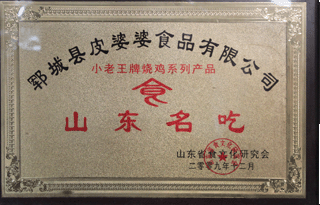 郓城县皮婆婆食品有限公司
小老王牌烧鸡系列产品
食
山东名吃
山东省食文化研究会
二零零九年十二月